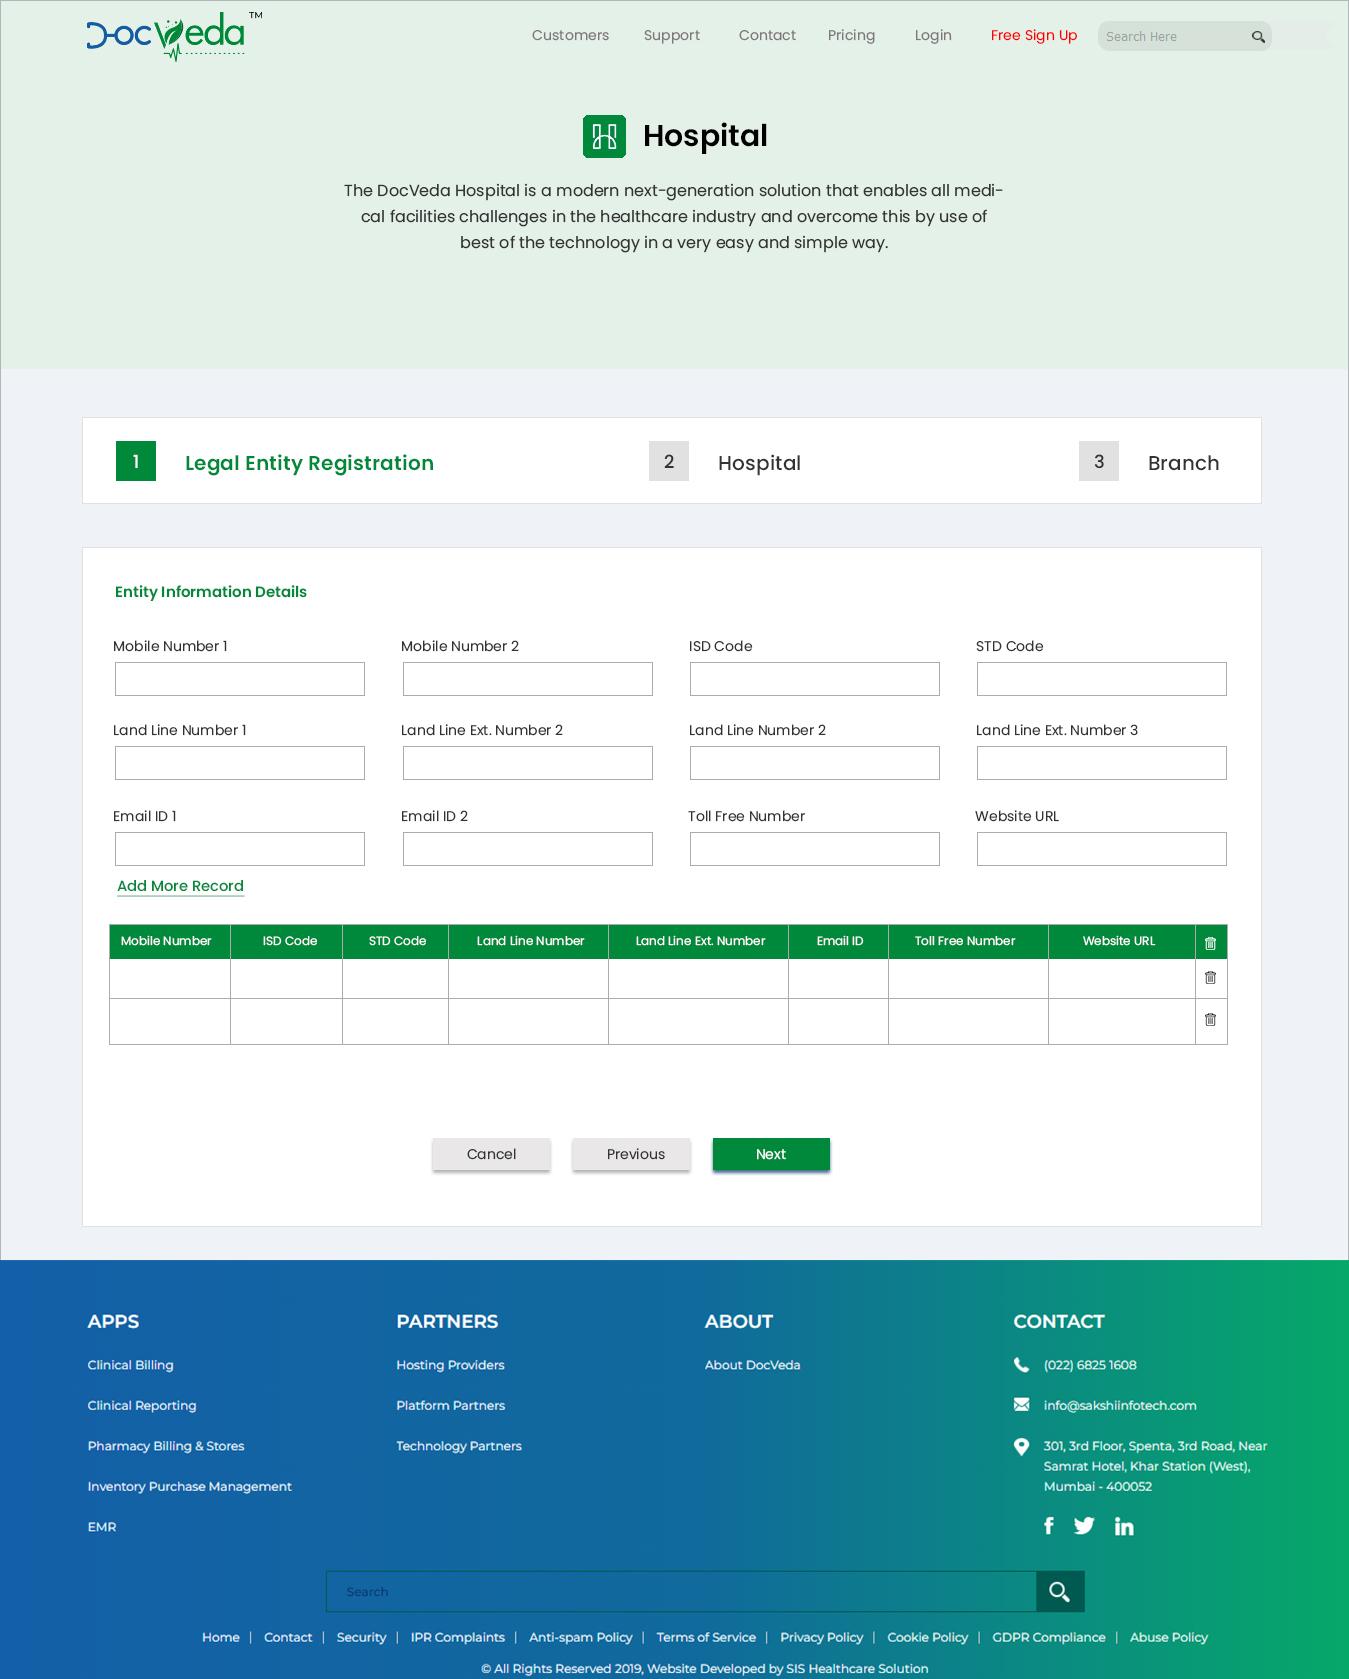 DocVeda TM
Customers Support Contact Pricing Login Free Sign Up Search Here
Hospital
The DocVeda Hospital is a modern next-generation solution that enables all medi-
cal facilities challenges in the healthcare industry and overcome this by use of
best of the technology in a very easy and simple way.
1 Legal Entity Registration 2 Hospital 3 Branch
Entity Information Details
Mobile Number 1 Mobile Number 2 ISD Code STD Code
Land Line Number 1 Land Line Ext. Number 2 Land Line Number 2 Land Line Ext. Number 3
Email ID 1 Email ID 2 Toll Free Number Website URL
Add More Record
Mobile Number ISD Code STD Code Land Line Number Land Line Ext. Number Email ID Toll Free Number Website URL
Cancel Previous Next
APPS PARTNERS ABOUT CONTACT
Clinical Billing Hosting Providers About DocVeda (022) 6825 1608
Clinical Reporting Platform Partners info@sakshiinfotech.com
Pharmacy Billing & Stores Technology Partners 301, 3rd Floor, Spenta, 3rd Road, Near
Samrat Hotel, Khar Station (West),
Inventory Purchase Management Mumbai - 400052
EMR
Search
Home | Contact | Security | IPR Complaints | Anti-spam Policy | Terms of Service | Privacy Policy | Cookie Policy | GDPR Compliance | Abuse Policy
© All Rights Reserved 2019, Website Developed by SIS Healthcare Solution